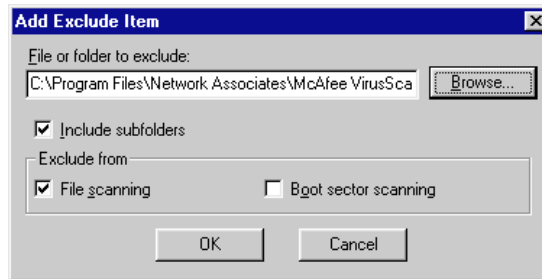 Add Exclude Item
File or folder to exclude:
C:\Program Files\Network Associates\McAfee VirusSca
Browse...
Include subfolders
Exclude from
File scanning
Boot sector scanning
OK
Cancel